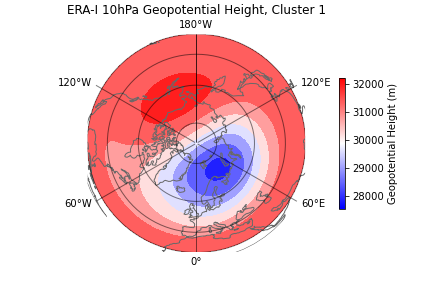 ERA-I 10hPa Geopotential Height, Cluster 1
180°W
120°W
120°E
60°W
60°E
0°
32000
31000
30000
29000
28000
Geopotential Height (m)